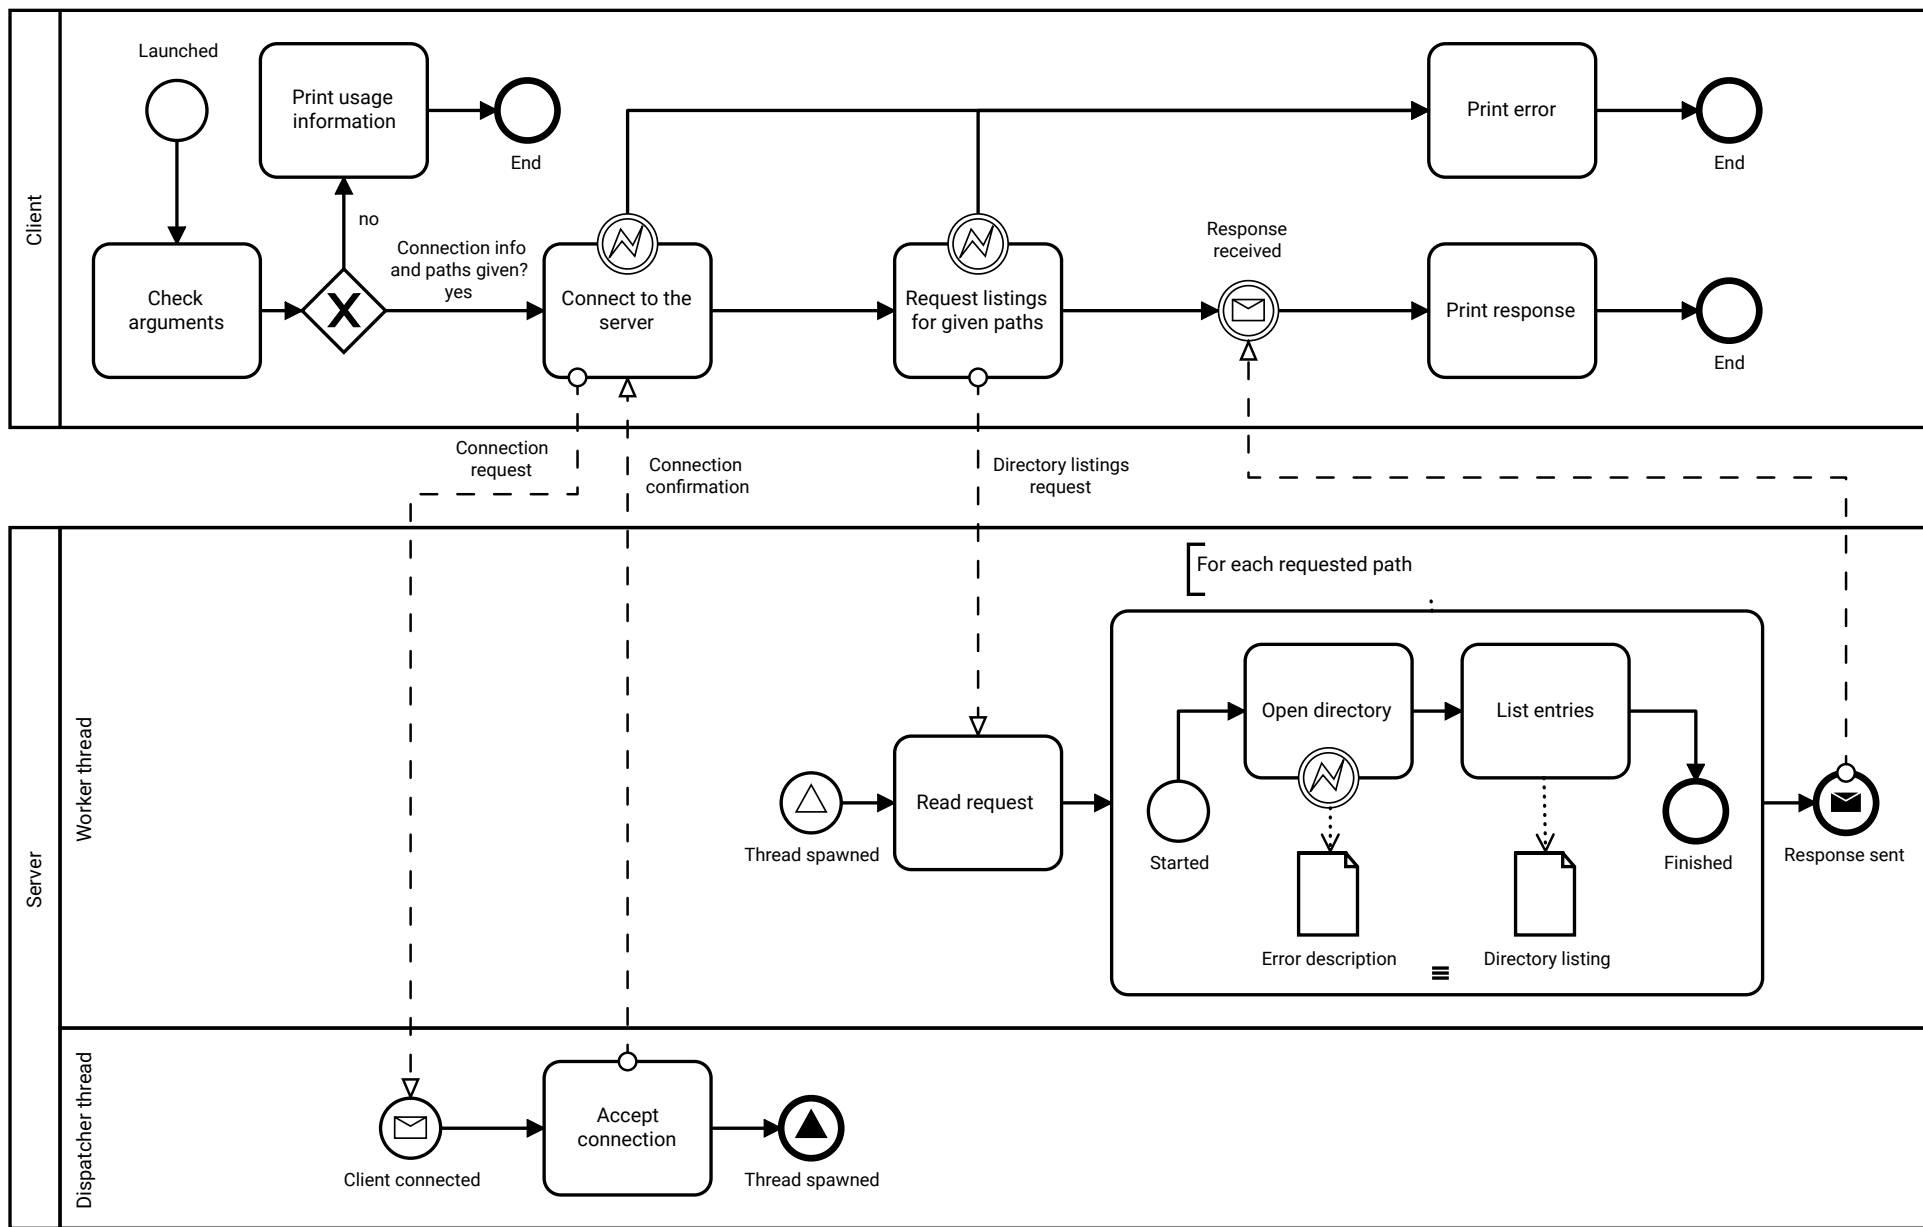 Client
Launched
Print usage
information
End
no
Check
arguments
Connection info
and paths given?
yes
Connect to the
server
Request listings
for given paths
Response
received
Print error
End
Print response
End
Connection
request
Connection
confirmation
Directory listings
request
Server
Worker thread
For each requested path
Thread spawned
Read request
Started
Open directory
List entries
Finished
Error description
Directory listing
Response sent
Dispatcher thread
Client connected
Accept
connection
Thread spawned